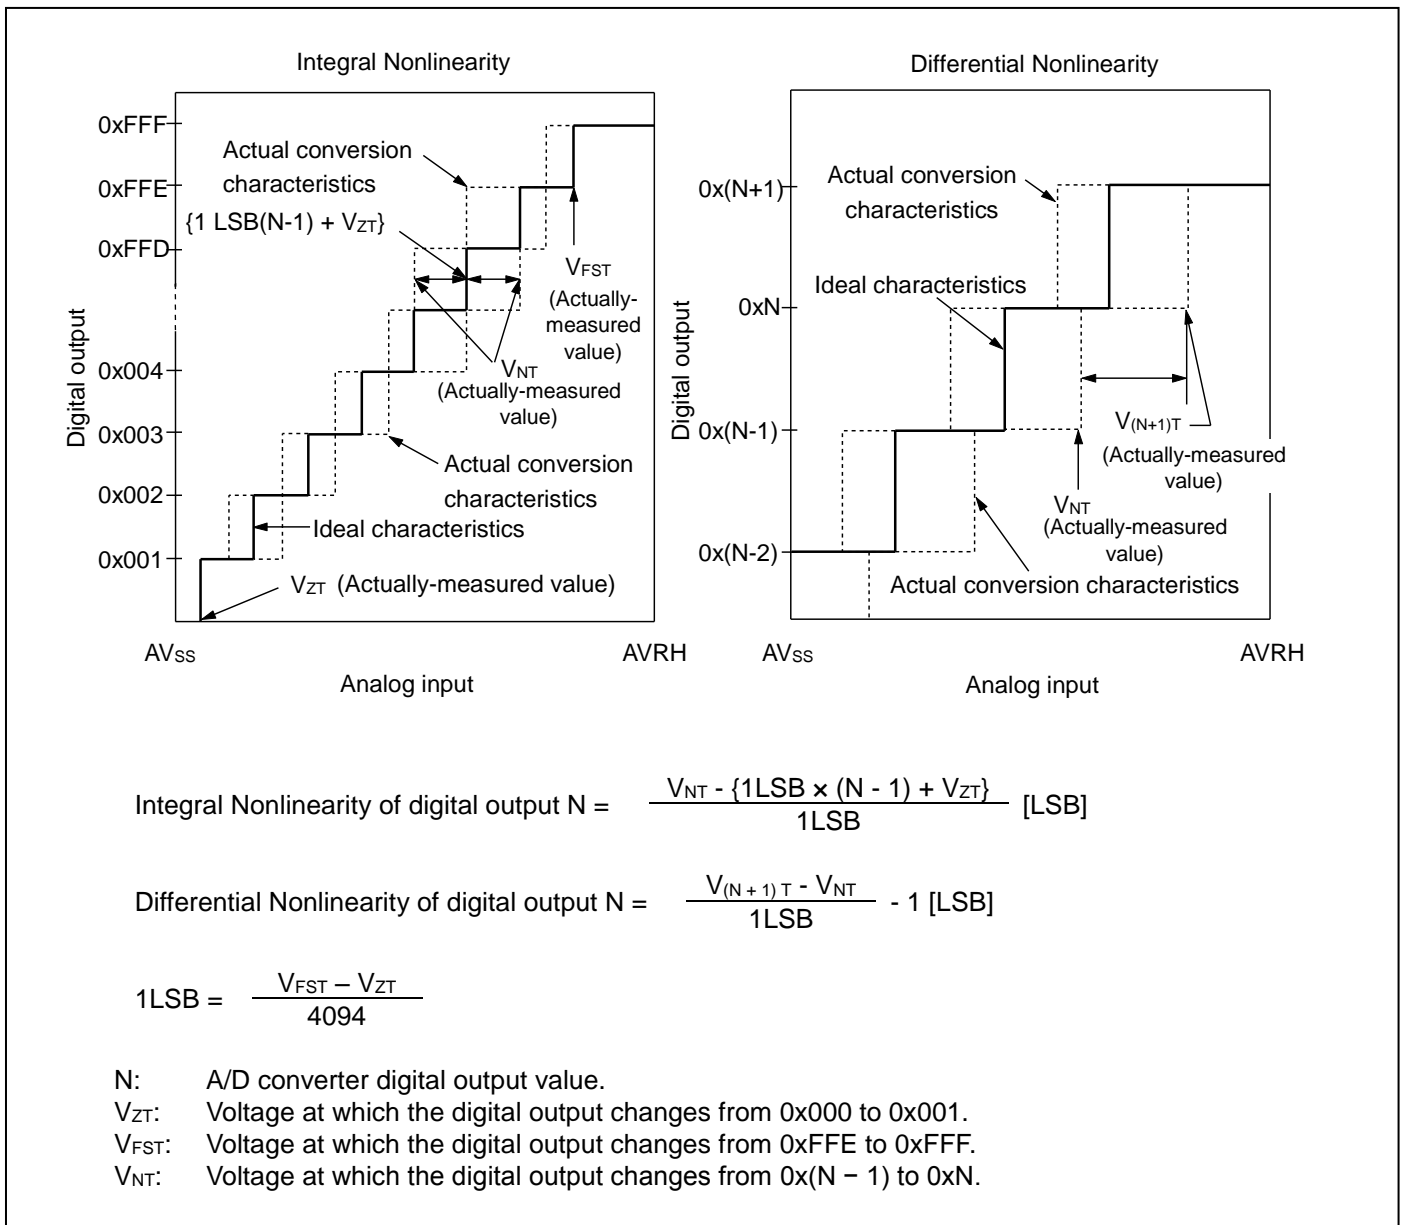 Integral Nonlinearity
0xFFF
0xFFE
0xFFD
0x004
0x003
0x002
0x001
Digital output
Actual conversion
characteristics
{1 LSB(N-1) + VZT}
VFST
(Actually-
measured
value)
VNT
(Actually-measured
value)
Actual conversion
characteristics
Ideal characteristics
VZT (Actually-measured value)
AVss
AVRH
Analog input
Differential Nonlinearity
0x(N+1)
0xN
0x(N-1)
0x(N-2)
Digital output
Actual conversion
characteristics
Ideal characteristics
V(N+1)T
(Actually-measured
value)
VNT
(Actually-measured
value)
Actual conversion characteristics
AVss
AVRH
Analog input
Integral Nonlinearity of digital output N = VNT - {1LSB × (N - 1) + VZT}
1LSB
[LSB]
Differential Nonlinearity of digital output N = V(N + 1) T - VNT
1LSB
- 1 [LSB]
1LSB = VFST – VZT
4094
N: A/D converter digital output value.
VZT: Voltage at which the digital output changes from 0x000 to 0x001.
VFST: Voltage at which the digital output changes from 0xFFE to 0xFFF.
VNT: Voltage at which the digital output changes from 0x(N − 1) to 0xN.